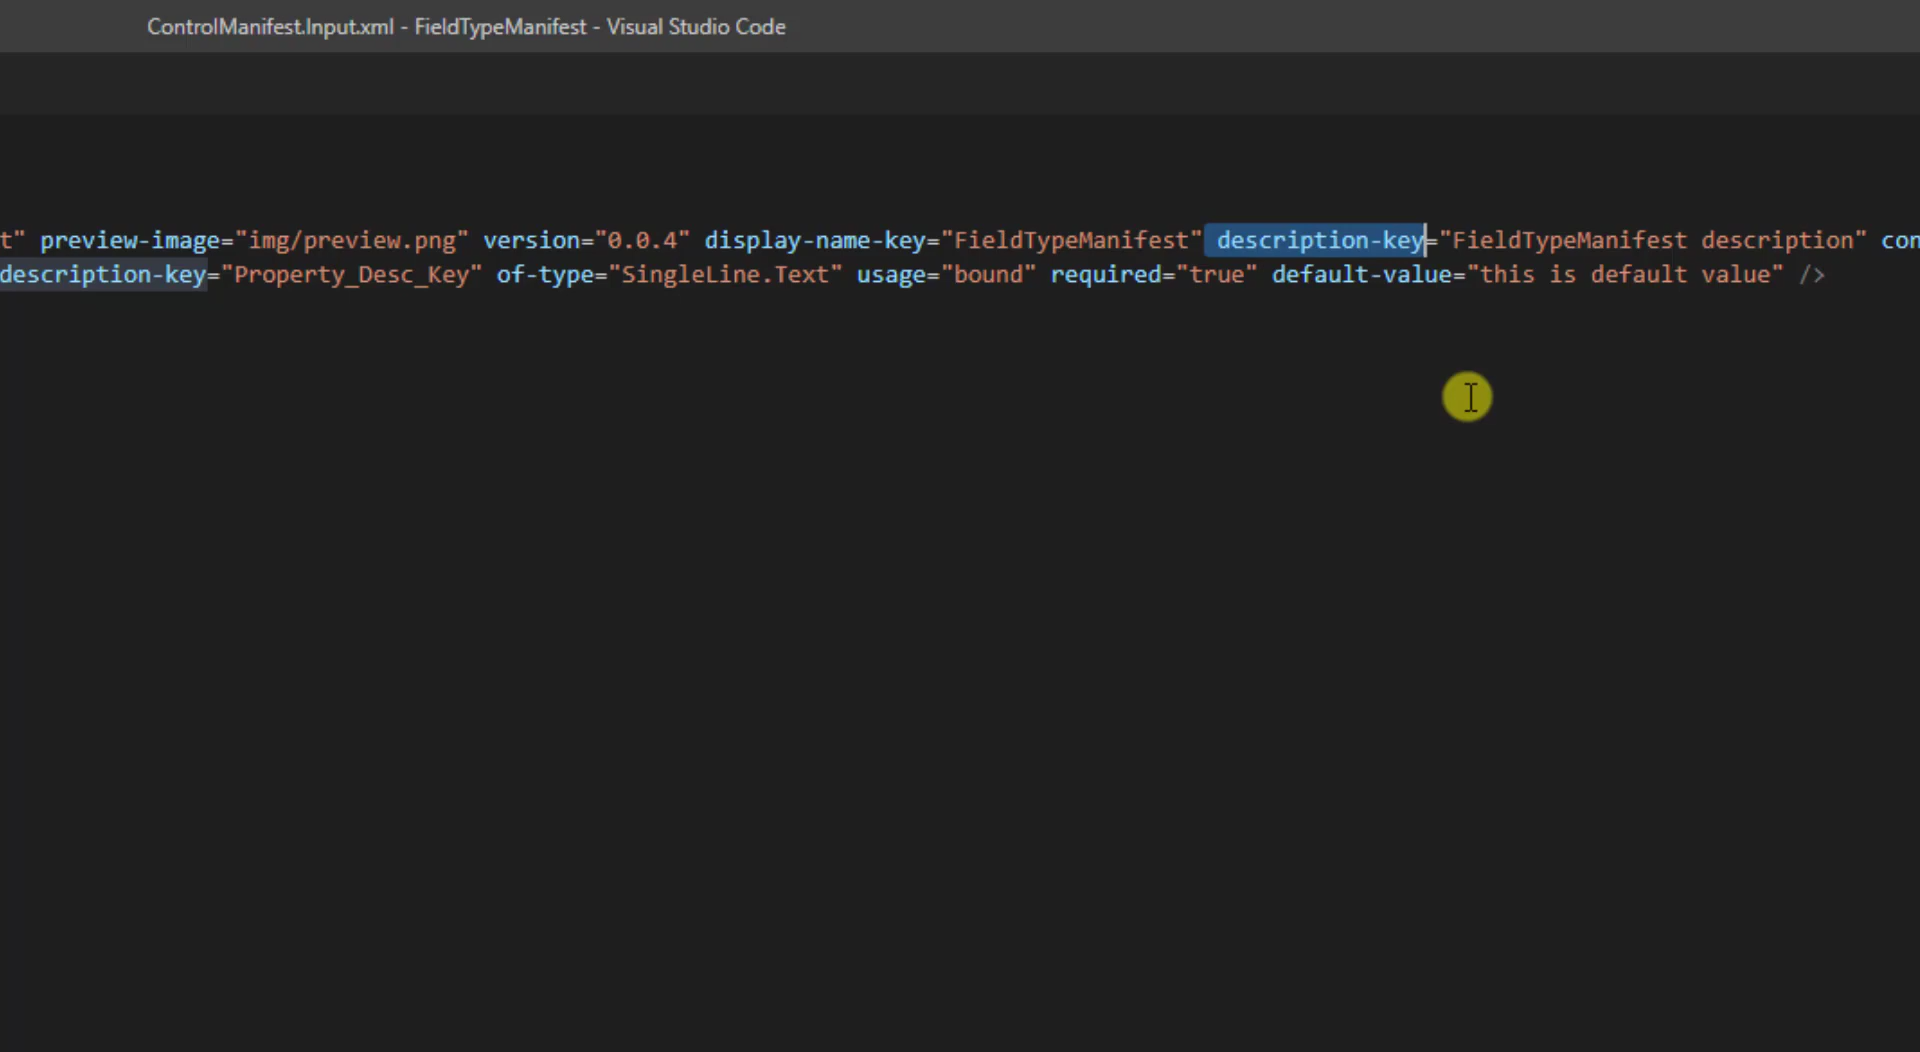 ControlManifest.Input.xml - FieldTypeManifest - Visual Studio Code
t" preview-image="img/preview.png" version="0.0.4" display-name-key="FieldTypeManifest" description-key="FieldTypeManifest description" con
description-key="Property_Desc_Key" of-type="SingleLine.Text" usage="bound" required="true" default-value="this is default value" />